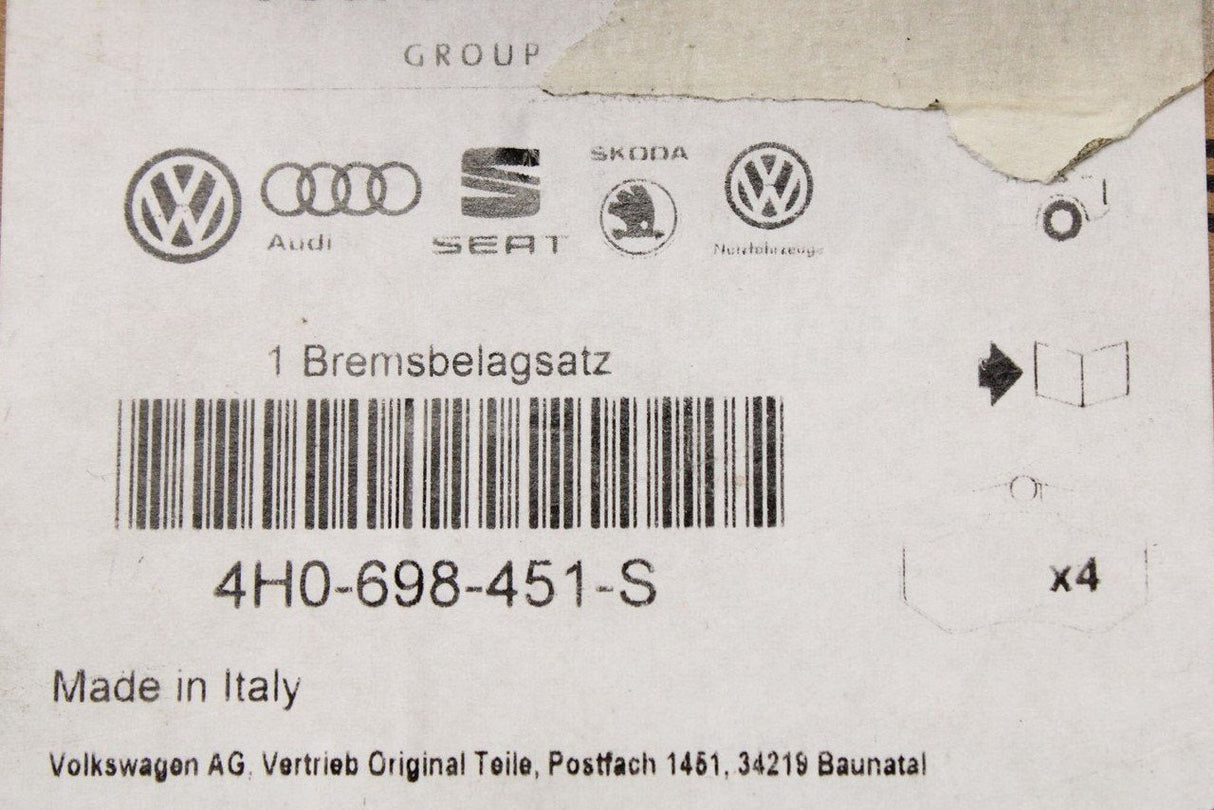 GROUP
Audi
SEAT
SKODA
Nutzfahrzeuge
1 Bremsbelagsatz
4H0-698-451-S
x4
Made in Italy
Volkswagen AG, Vertrieb Original Teile, Postfach 1451, 34219 Baunatal